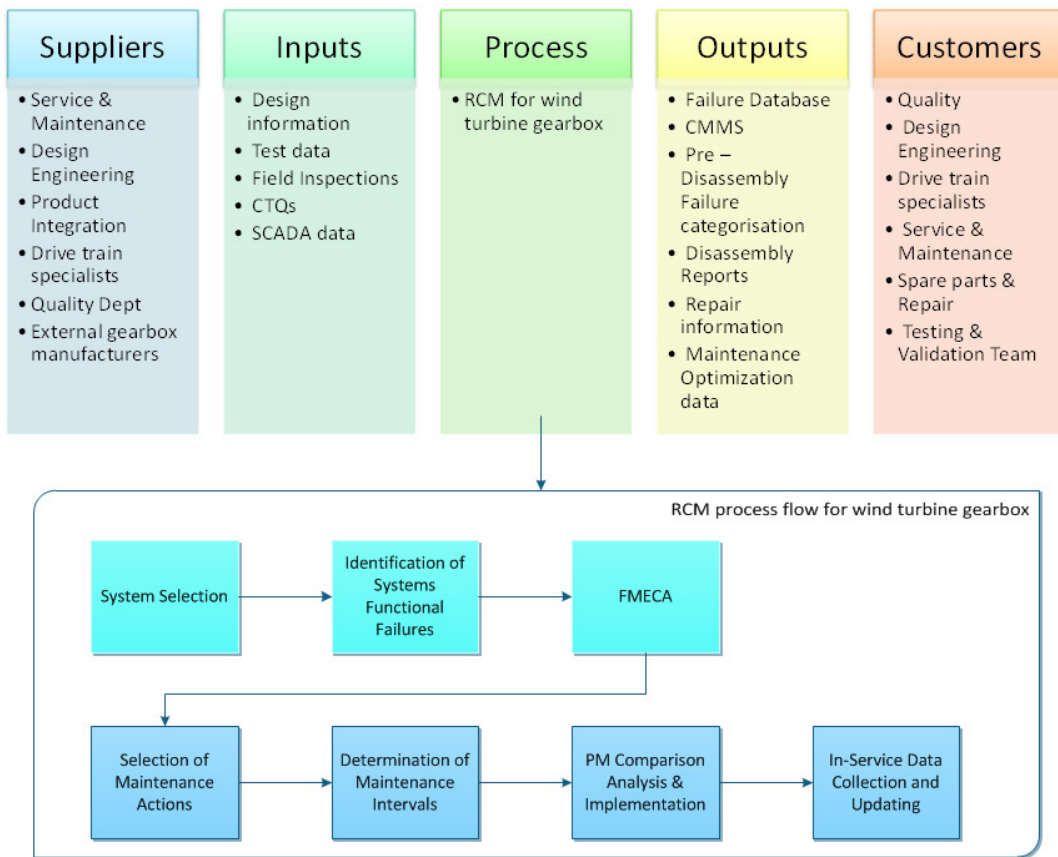 Suppliers
• Service &
Maintenance
• Design
Engineering
• Product
Integration
• Drive train
specialists
• Quality Dept
• External gearbox
manufacturers
Inputs
• Design
information
• Test data
• Field Inspections
• CTQs
• SCADA data
Process
• RCM for wind
turbine gearbox
Outputs
• Failure Database
• CMMS
• Pre –
Disassembly
Failure
categorisation
• Disassembly
Reports
• Repair
information
• Maintenance
Optimization
data
Customers
• Quality
• Design
Engineering
• Drive train
specialists
• Service &
Maintenance
• Spare parts &
Repair
• Testing &
Validation Team
RCM process flow for wind turbine gearbox
System Selection
Identification of
Systems
Functional
Failures
FMECA
Selection of
Maintenance
Actions
Determination of
Maintenance
Intervals
PM Comparison
Analysis &
Implementation
In-Service Data
Collection and
Updating